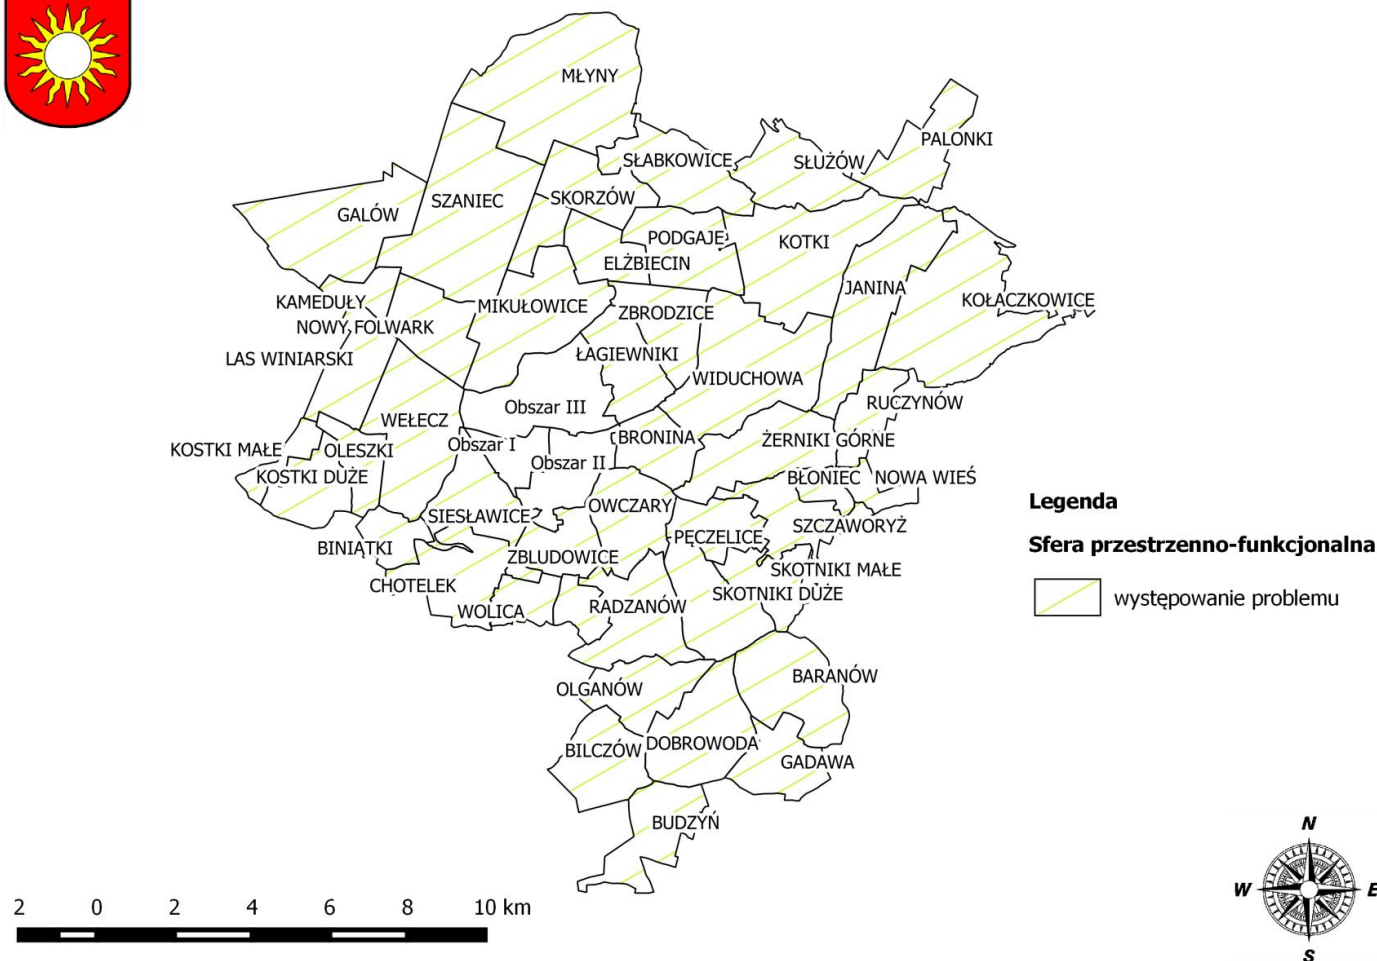 MŁYNY
PALONKI
SŁABKOWICE
SŁUŻÓW
SZANIEC
SKORZÓW
GALÓW
PODGAJE
KOTKI
ELŻBIECIN
JANINA
KAMEDUŁY
MIKUŁOWICE
KOŁACZKOWICE
ZBRODZICE
NOWY FOLWARK
LAS WINIARSKI
ŁAGIEWNIKI
WIDUCHOWA
Obszar III
RUCZYNÓW
WEŁECZ
KOSTKI MAŁE
OLESZKI
Obszar I
BRONINA
ŻERNIKI GÓRNE
Obszar II
KOSTKI DUŻE
BŁONIEC
NOWA WIEŚ
OWCZARY
SIESŁAWICE
SZCZAWORYŻ
PĘCZELICE
BINIĄTKI
ZBLUDOWICE
SKOTNIKI MAŁE
CHOTELEK
SKOTNIKI DUŻE
WOLICA
RADZANÓW
BARANÓW
OLGANÓW
BILCZÓW
DOBROWODA
GADAWA
BUDZYŃ
Legenda
Sfera przestrzenno-funkcjonalna
występowanie problemu
2 0 2 4 6 8 10 km
N
W
E
S